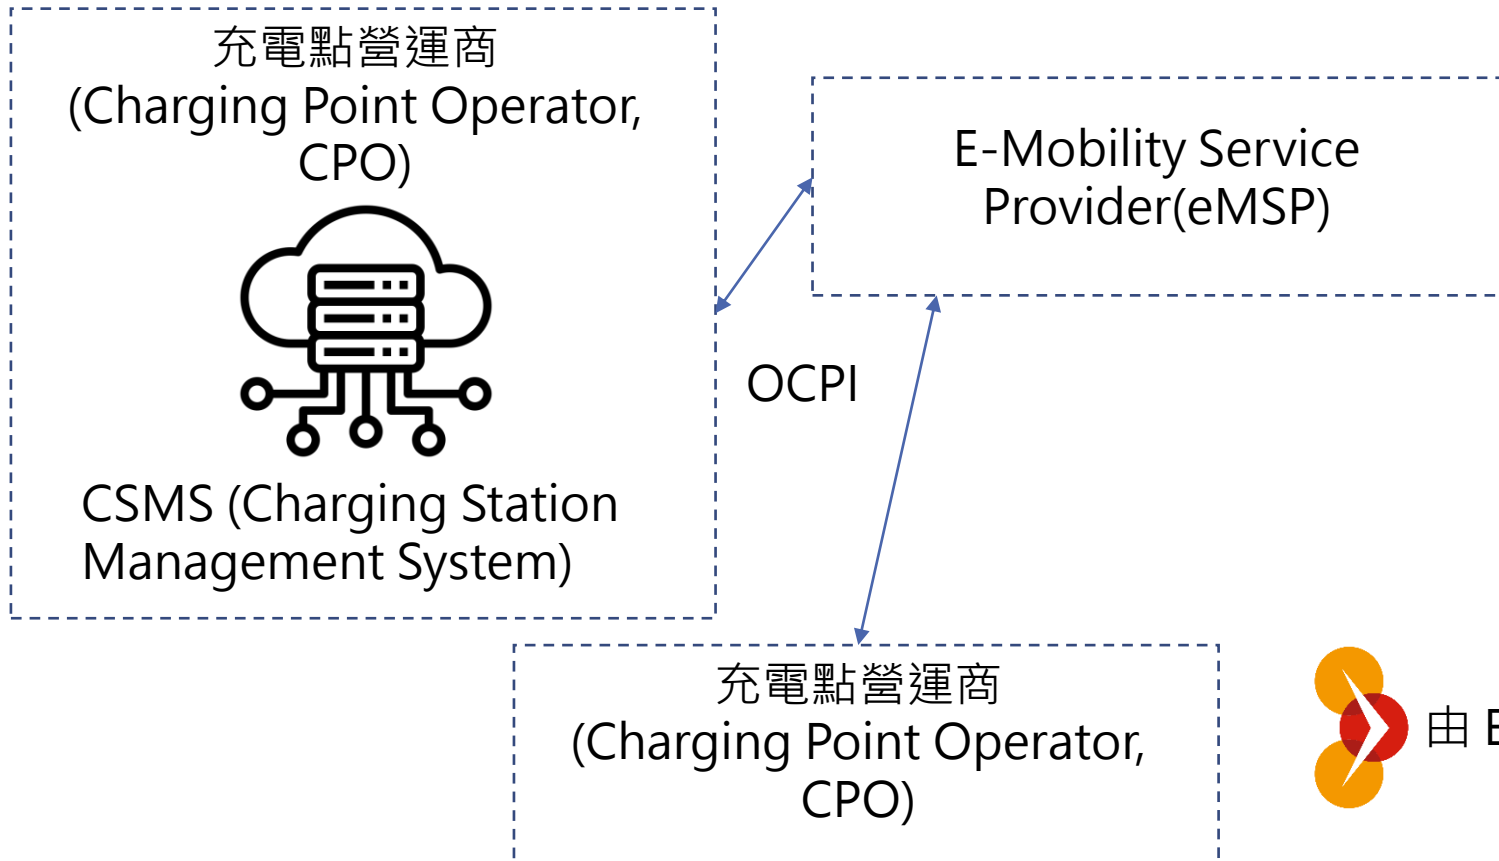 充電點營運商
(Charging Point Operator,
CPO)
CSMS (Charging Station
Management System)
E-Mobility Service
Provider(eMSP)
OCPI
充電點營運商
(Charging Point Operator,
CPO)
由